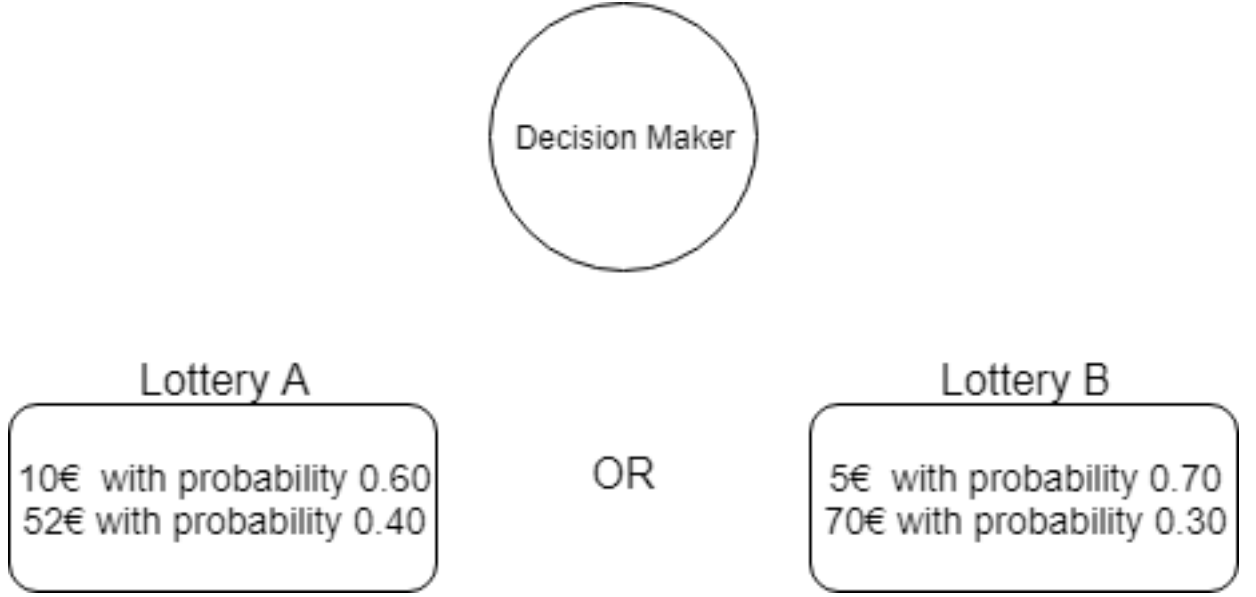 Decision Maker
Lottery A
10€ with probability 0.60
52€ with probability 0.40
OR
Lottery B
5€ with probability 0.70
70€ with probability 0.30